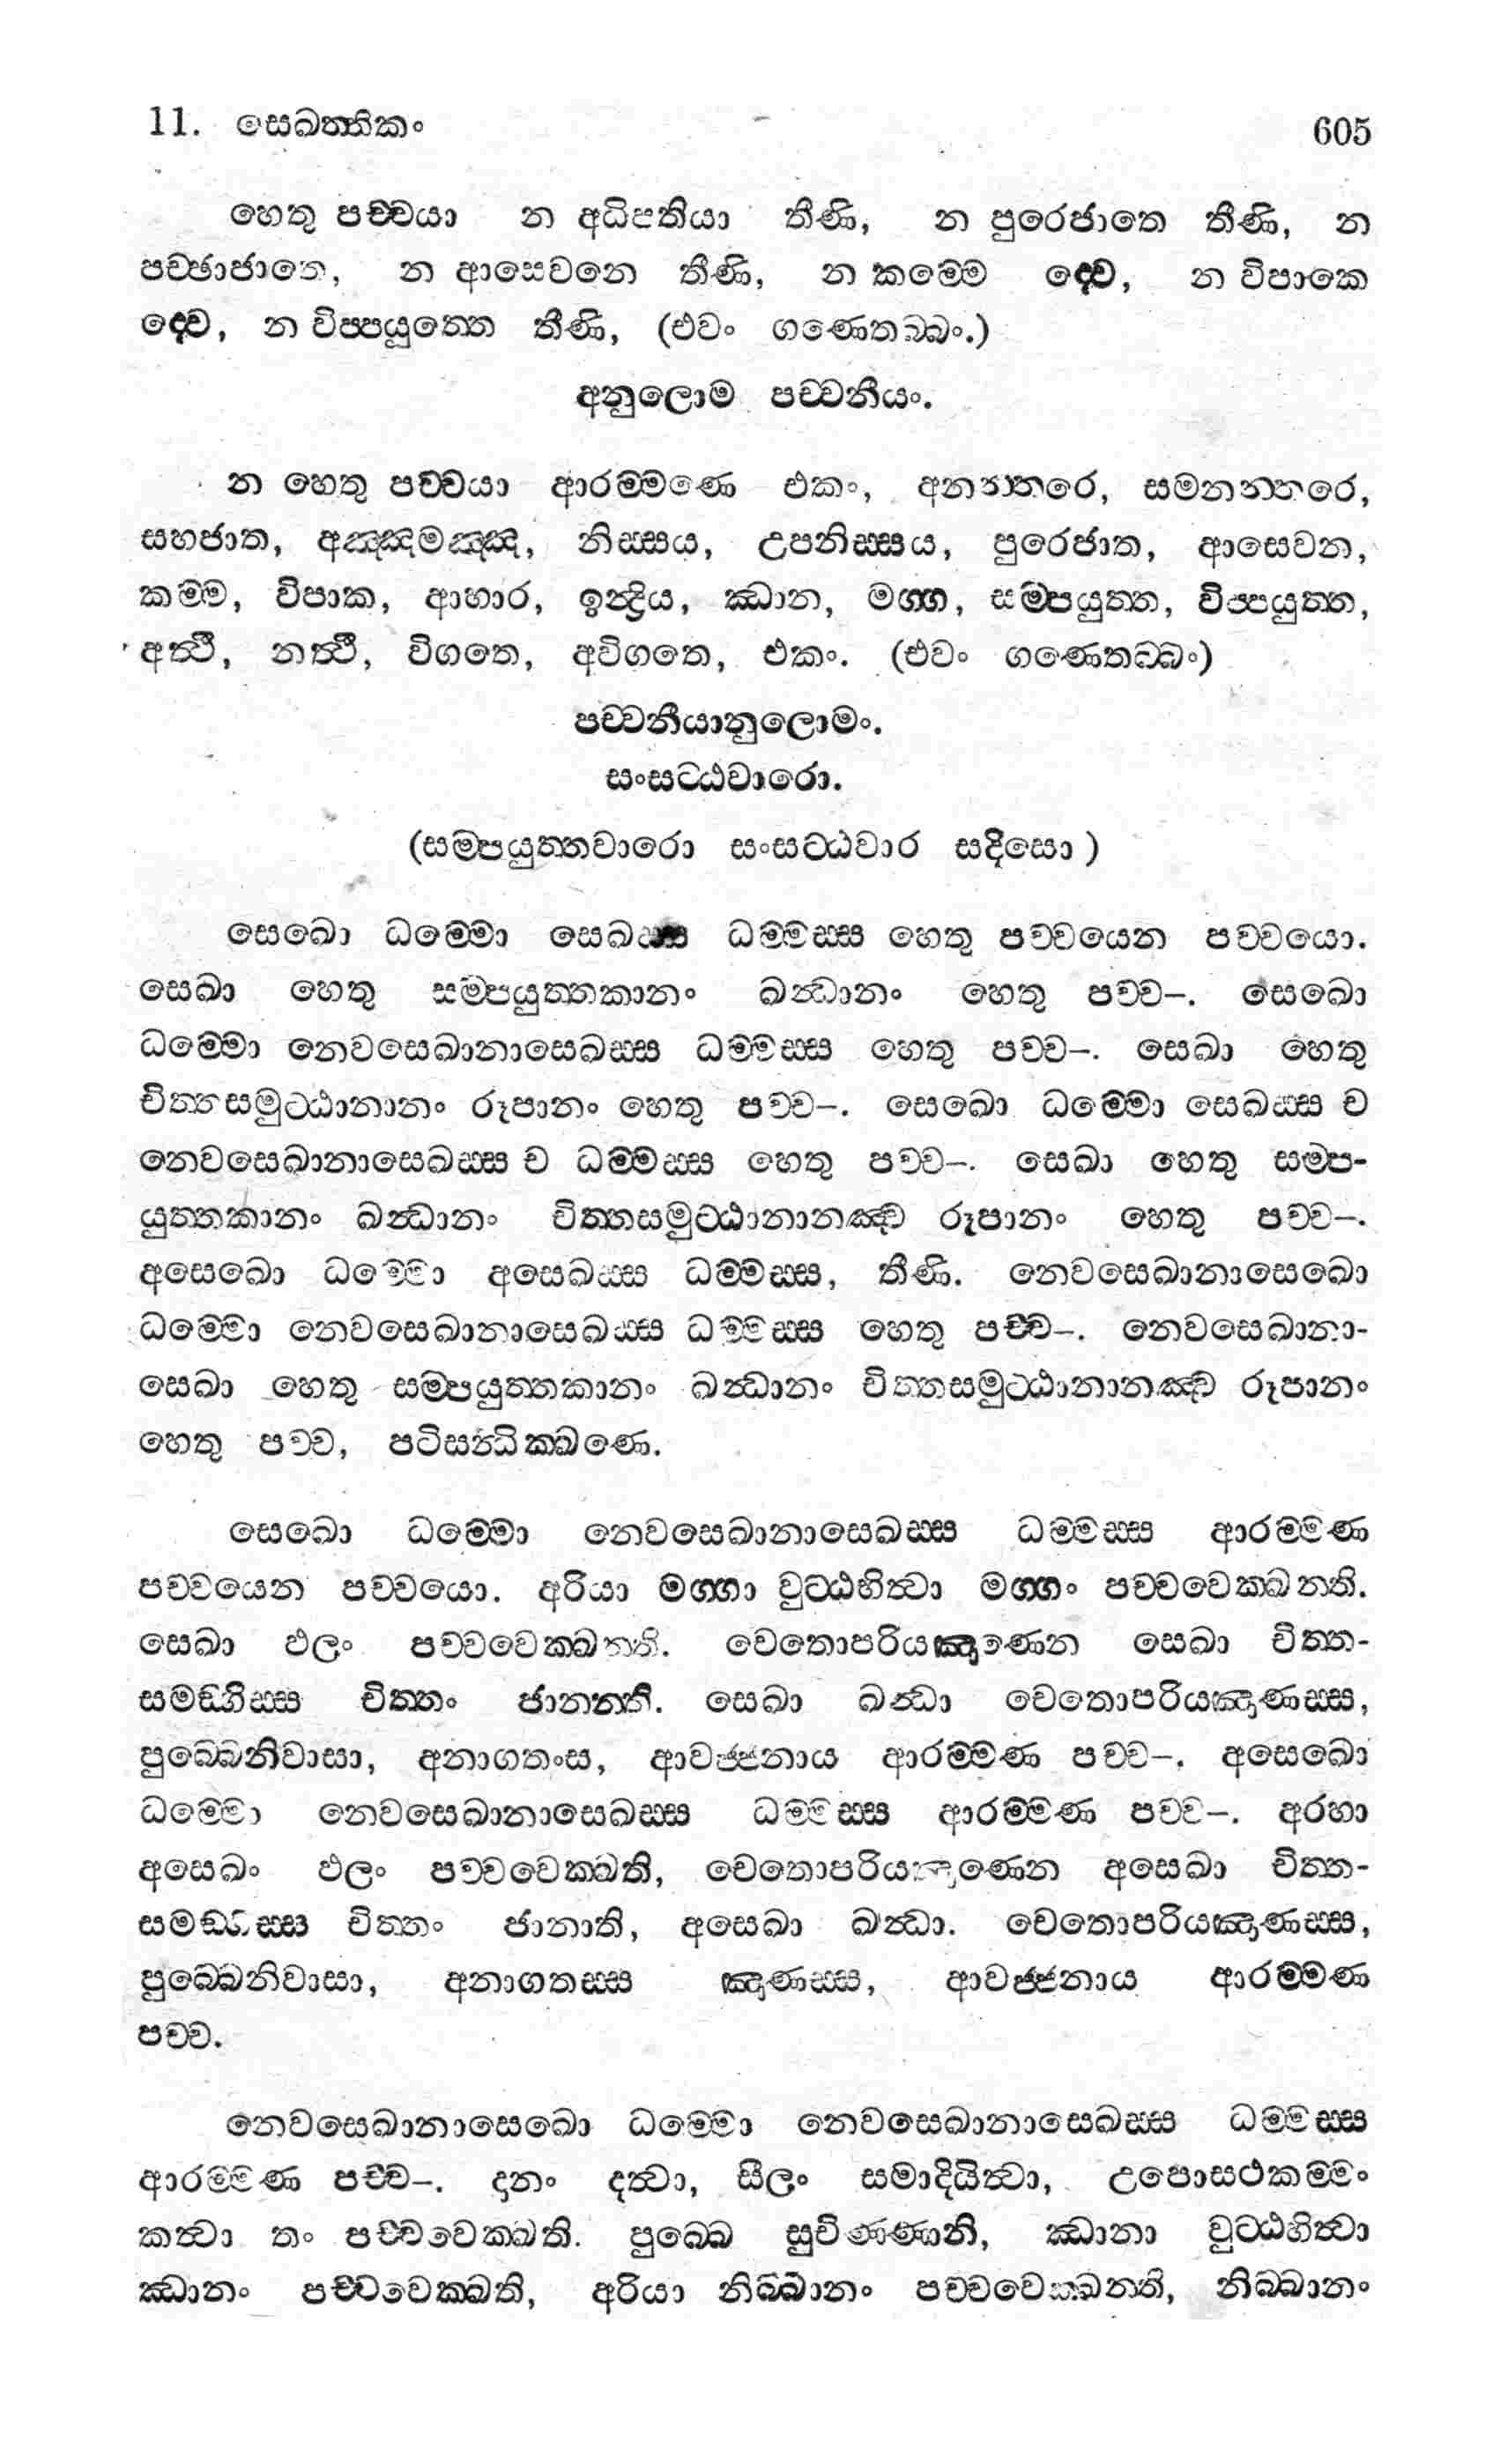 11. සෙඛත්තිකං
605
හෙතු පච්චයා න අධිපතියා තීණි, න පුරෙජාතෙ තීණි, න
පච්ඡාජාතෙ, න ආසෙවනෙ තීණි, න කම්මෙ ද්වෙ, න විපාකෙ
ද්වෙ, න විප්පයුත්තෙ තීණි, (එවං ගණෙතබ්බං.)
අනුලොම පච්චනීයං.
න හෙතු පච්චයා ආරම්මණෙ එකං, අනන්තරෙ, සමනන්තරෙ,
සහජාත, අඤ්ඤමඤ්ඤ, නිස්සය, උපනිස්සය, පුරෙජාත, ආසෙවන,
කම්ම, විපාක, ආහාර, ඉන්ද්‍රිය, ඣාන, මග්ග, සම්පයුත්ත, විප්පයුත්ත,
අත්ථි, නත්ථි, විගතෙ, අවිගතෙ, එකං. (එවං ගණෙතබ්බං)
පච්චනීයානුලොමං.
සංසට්ඨවාරො.
(සම්පයුත්තවාරො සංසට්ඨවාර සදිසො)
සෙඛො ධම්මො සෙඛස්ස ධම්මස්ස හෙතු පච්චයෙන පච්චයො.
සෙඛා හෙතු සම්පයුත්තකානං ඛන්ධානං හෙතු පච්ච–. සෙඛො
ධම්මො නෙවසෙඛානාසෙඛස්ස ධම්මස්ස හෙතු පච්ච–. සෙඛා හෙතු
චිත්තසමුට්ඨානානං රූපානං හෙතු පච්ච–. සෙඛො ධම්මො සෙඛස්ස ච
නෙවසෙඛානාසෙඛස්ස ච ධම්මස්ස හෙතු පච්ච–. සෙඛා හෙතු සම්ප-
යුත්තකානං ඛන්ධානං චිත්තසමුට්ඨානානඤ්ච රූපානං හෙතු පච්ච–.
අසෙඛො ධම්මො අසෙඛස්ස ධම්මස්ස, තීණි. නෙවසෙඛානාසෙඛො
ධම්මො නෙවසෙඛානාසෙඛස්ස ධම්මස්ස හෙතු පච්ච–. නෙවසෙඛානා-
සෙඛා හෙතු සම්පයුත්තකානං ඛන්ධානං චිත්තසමුට්ඨානානඤ්ච රූපානං
හෙතු පච්ච, පටිසන්ධික්ඛණෙ.
සෙඛො ධම්මො නෙවසෙඛානාසෙඛස්ස ධම්මස්ස ආරම්මණ
පච්චයෙන පච්චයො. අරියා මග්ගා වුට්ඨහිත්වා මග්ගං පච්චවෙක්ඛන්ති.
සෙඛා ඵලං පච්චවෙක්ඛන්ති. චෙතොපරියඤාණෙන සෙඛා චිත්ත-
සමඞ්ගිස්ස චිත්තං ජානන්ති. සෙඛා ඛන්ධා චෙතොපරියඤාණස්ස,
පුබ්බෙනිවාසා, අනාගතංස, ආවජ්ජනාය ආරම්මණ පච්ච–. අසෙඛො
ධම්මො නෙවසෙඛානාසෙඛස්ස ධම්මස්ස ආරම්මණ පච්ච–. අරහා
අසෙඛං ඵලං පච්චවෙක්ඛති, චෙතොපරියඤාණෙන අසෙඛා චිත්ත-
සමඞ්ගිස්ස චිත්තං ජානාති, අසෙඛා ඛන්ධා. චෙතොපරියඤාණස්ස,
පුබ්බෙනිවාසා, අනාගතස්ස ඤාණස්ස, ආවජ්ජනාය ආරම්මණ
පච්ච.
නෙවසෙඛානාසෙඛො ධම්මො නෙවසෙඛානාසෙඛස්ස ධම්මස්ස
ආරම්මණ පච්ච–. දානං දත්වා, සීලං සමාදියිත්වා, උපොසථකම්මං
කත්වා තං පච්චවෙක්ඛති. පුබ්බෙ සුචිණ්ණානි, ඣානා වුට්ඨහිත්වා
ඣානං පච්චවෙක්ඛති, අරියා නිබ්බානං පච්චවෙක්ඛන්ති, නිබ්බානං